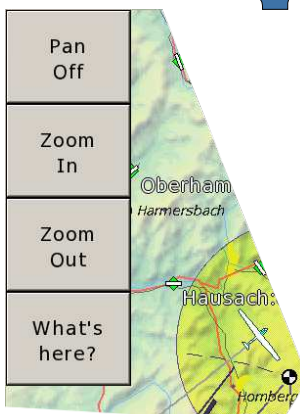 Pan
Off
Zoom
In
Oberham
Harmersbach
Zoom
Out
Hausach:
What's
here?
Hornberg